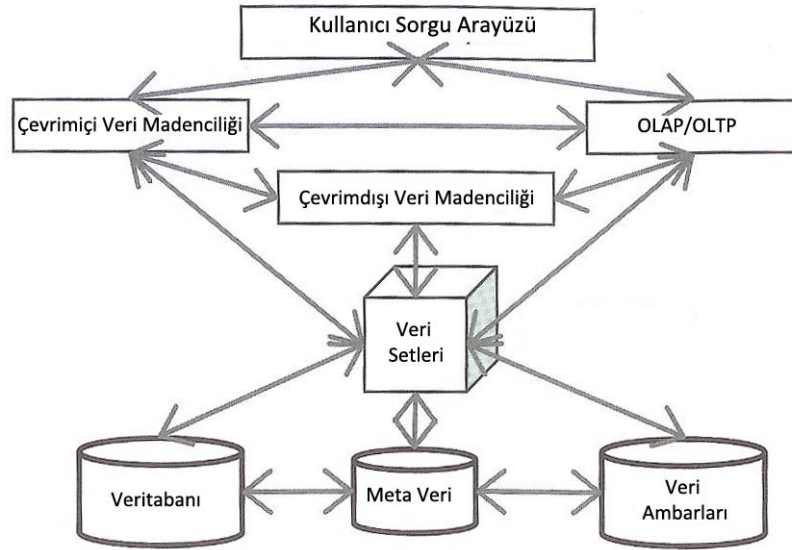 Kullanıcı Sorgu Arayüzü
Çevrimiçi Veri Madenciliği
OLAP/OLTP
Çevrimdışı Veri Madenciliği
Veri
Setleri
Veritabanı
Meta Veri
Veri
Ambarları